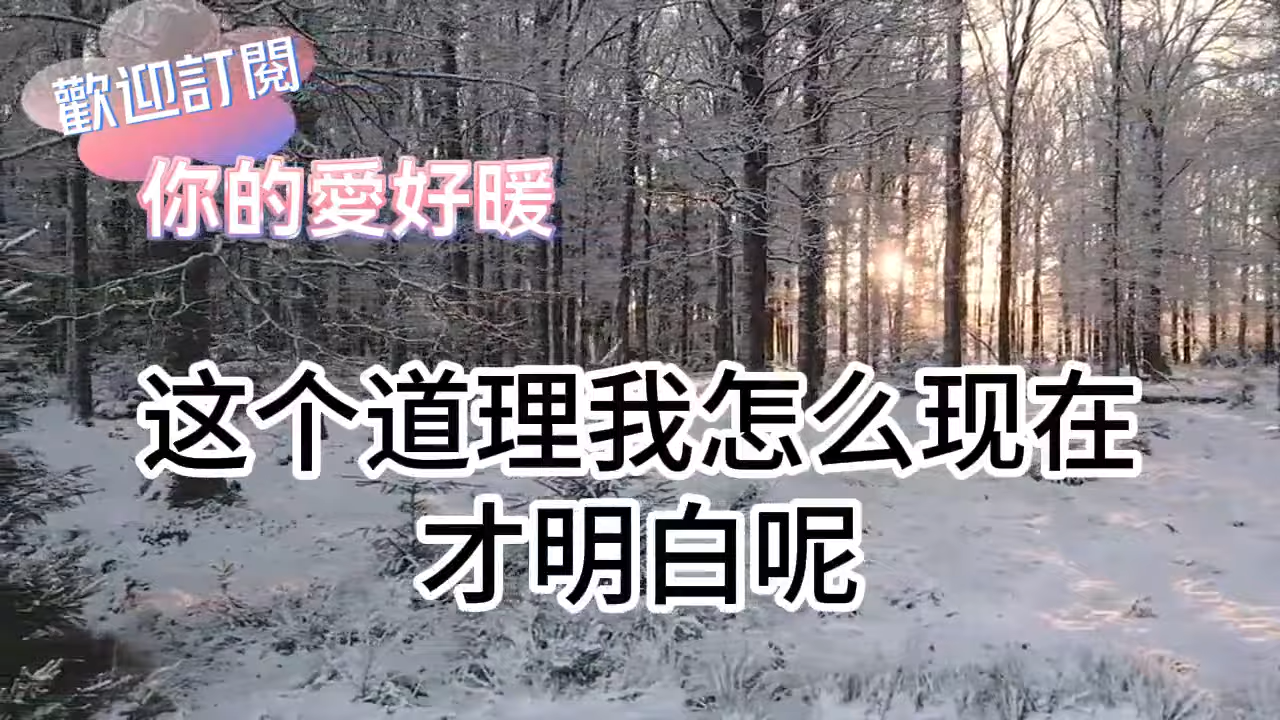 歡迎訂閱
你的愛好暖
这个道理我怎么现在
才明白呢